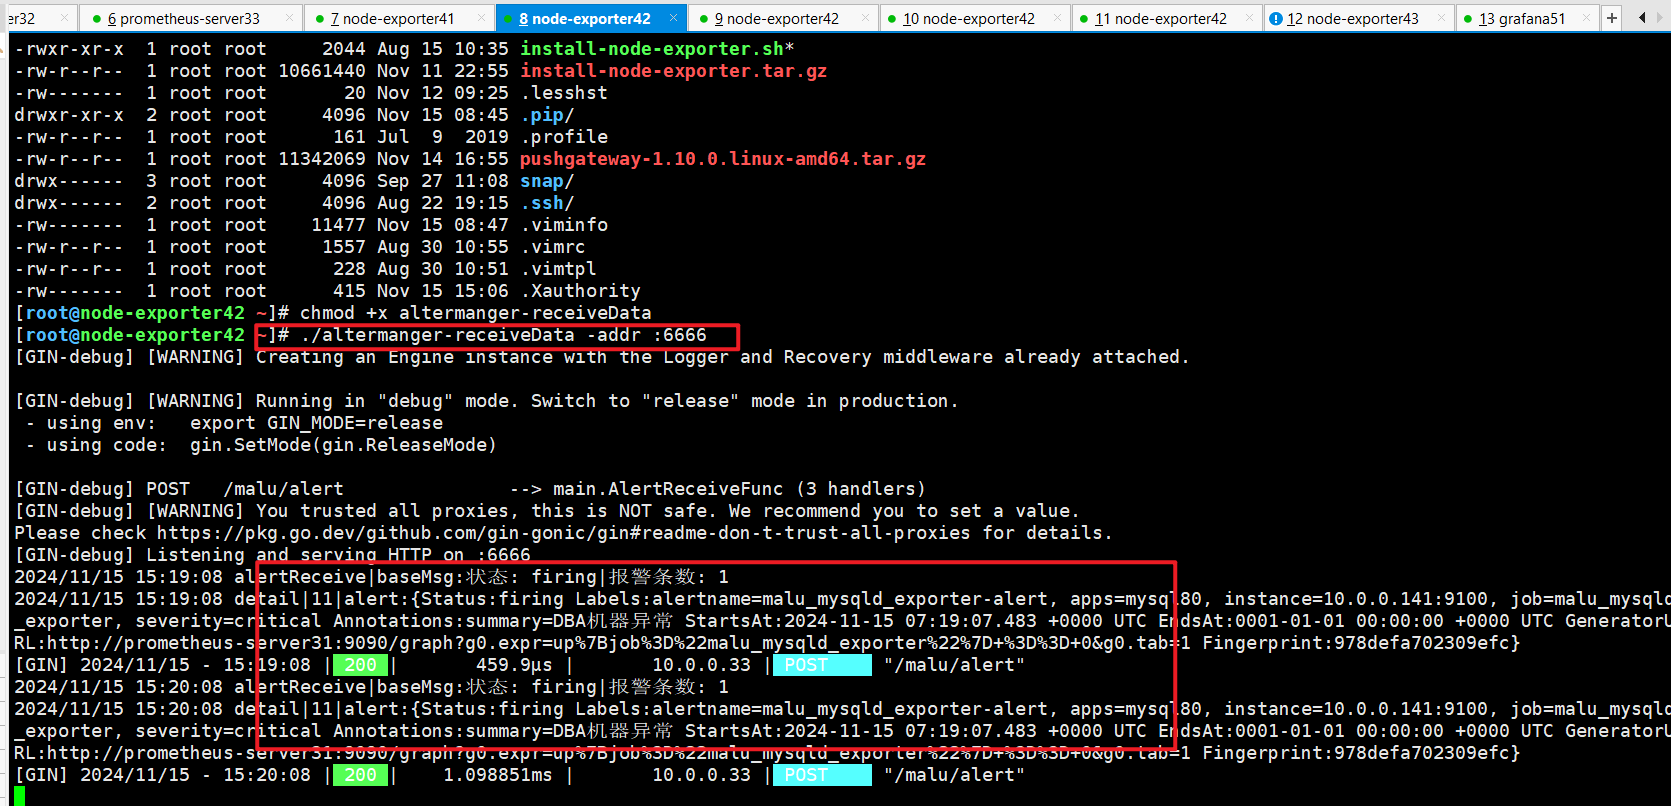 er32 6 prometheus-server33 7 node-exporter41 8 node-exporter42 9 node-exporter42 10 node-exporter42 11 node-exporter42 12 node-exporter43 13 grafana51
-rwxr-xr-x 1 root root 2044 Aug 15 10:35 install-node-exporter.sh*
-rw-r--r-- 1 root root 10661440 Nov 11 22:55 install-node-exporter.tar.gz
-rw------- 1 root root 20 Nov 12 09:25 .lesshst
drwxr-xr-x 2 root root 4096 Nov 15 08:45 .pip/
-rw-r--r-- 1 root root 161 Jul 9 2019 .profile
-rw-r--r-- 1 root root 11342069 Nov 14 16:55 pushgateway-1.10.0.linux-amd64.tar.gz
drwx------ 3 root root 4096 Sep 27 11:08 snap/
drwx------ 2 root root 4096 Aug 22 19:15 .ssh/
-rw------- 1 root root 11477 Nov 15 08:47 .viminfo
-rw-r--r-- 1 root root 1557 Aug 30 10:55 .vimrc
-rw-r--r-- 1 root root 228 Aug 30 10:51 .vimtpl
-rw------- 1 root root 415 Nov 15 15:06 .Xauthority
[root@node-exporter42 ~]# chmod +x altermanger-receiveData
[root@node-exporter42 ~]# ./altermanger-receiveData -addr :6666
[GIN-debug] [WARNING] Creating an Engine instance with the Logger and Recovery middleware already attached.
[GIN-debug] [WARNING] Running in "debug" mode. Switch to "release" mode in production.
- using env: export GIN_MODE=release
- using code: gin.SetMode(gin.ReleaseMode)
[GIN-debug] POST /malu/alert --> main.AlertReceiveFunc (3 handlers)
[GIN-debug] [WARNING] You trusted all proxies, this is NOT safe. We recommend you to set a value.
Please check https://pkg.go.dev/github.com/gin-gonic/gin#readme-don-t-trust-all-proxies for details.
[GIN-debug] Listening and serving HTTP on :6666
2024/11/15 15:19:08 alertReceive|baseMsg:状态: firing|报警条数: 1
2024/11/15 15:19:08 detail|11|alert:{Status:firing Labels:alertname=malu_mysqld_exporter-alert, apps=mysql80, instance=10.0.0.141:9100, job=malu_mysqld
_exporter, severity=critical Annotations:summary=DBA机器异常 StartsAt:2024-11-15 07:19:07.483 +0000 UTC EndsAt:0001-01-01 00:00:00 +0000 UTC GeneratorU
RL:http://prometheus-server31:9090/graph?g0.expr=up%7Bjob%3D%22malu_mysqld_exporter%22%7D+%3D%3D+0&g0.tab=1 Fingerprint:978defa702309efc}
[GIN] 2024/11/15 - 15:19:08 | 200 | 459.9µs | 10.0.0.33 | POST "/malu/alert"
2024/11/15 15:20:08 alertReceive|baseMsg:状态: firing|报警条数: 1
2024/11/15 15:20:08 detail|11|alert:{Status:firing Labels:alertname=malu_mysqld_exporter-alert, apps=mysql80, instance=10.0.0.141:9100, job=malu_mysqld
_exporter, severity=critical Annotations:summary=DBA机器异常 StartsAt:2024-11-15 07:19:07.483 +0000 UTC EndsAt:0001-01-01 00:00:00 +0000 UTC GeneratorU
RL:http://prometheus-server31:9090/graph?g0.expr=up%7Bjob%3D%22malu_mysqld_exporter%22%7D+%3D%3D+0&g0.tab=1 Fingerprint:978defa702309efc}
[GIN] 2024/11/15 - 15:20:08 | 200 | 1.098851ms | 10.0.0.33 | POST "/malu/alert"